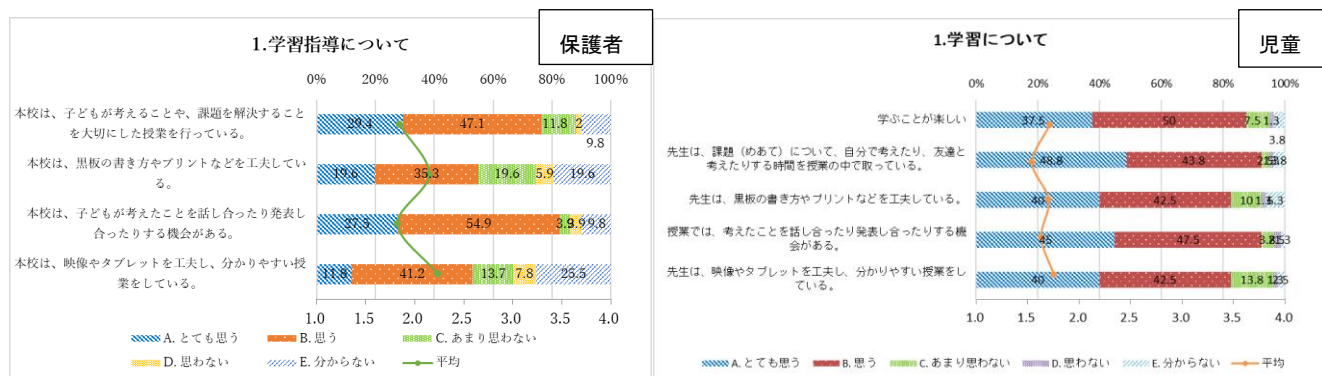 1.学習指導について
保護者
0% 20% 40% 60% 80% 100%
本校は、子どもが考えることや、課題を解決すること
を大切にした授業を行っている。
29.4 47.1 11.8 2
9.8
本校は、黒板の書き方やプリントなどを工夫してい
る。
19.6 35.3 19.6 5.9 19.6
本校は、子どもが考えたことを話し合ったり発表し
合ったりする機会がある。
27.5 54.9 3.9 3.9 9.8
本校は、映像やタブレットを工夫し、分かりやすい授
業をしている。
11.8 41.2 13.7 7.8 25.5
1.0 1.5 2.0 2.5 3.0 3.5 4.0
A. とても思う B. 思う C. あまり思わない
D. 思わない E. 分からない 平均
1.学習について
児童
0% 20% 40% 60% 80% 100%
学ぶことが楽しい
37.5 50 7.5 1.3
3.8
先生は、課題（めあて）について、自分で考えたり、友達と
考えたりする時間を授業の中で取っている。
48.8 43.8 3.8
先生は、黒板の書き方やプリントなどを工夫している。
40 42.5 10
授業では、考えたことを話し合ったり発表し合ったりする機
会がある。
45 47.5
先生は、映像やタブレットを工夫し、分かりやすい授業をし
ている。
40 42.5 13.8
1.0 1.5 2.0 2.5 3.0 3.5 4.0
A. とても思う B. 思う C. あまり思わない D. 思わない E. 分からない 平均